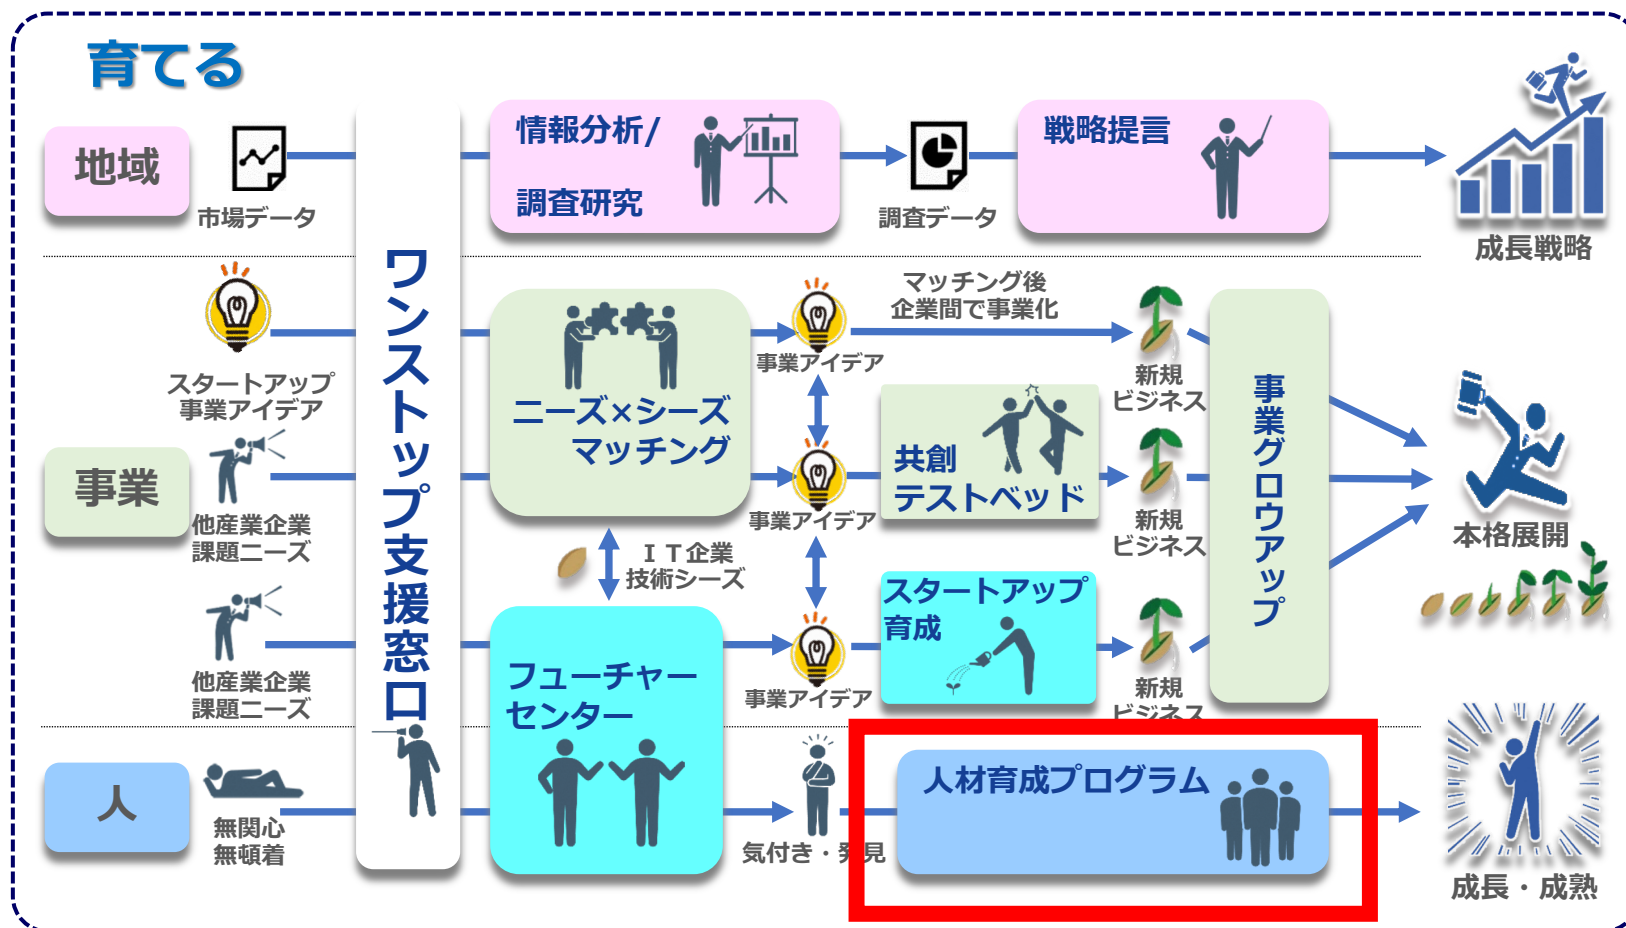 育てる
地域
市場データ
情報分析/
調査研究
調査データ
戦略提言
成長戦略
ワンストップ支援窓口
スタートアップ
事業アイデア
ニーズ×シーズ
マッチング
事業アイデア
マッチング後
企業間で事業化
新規
ビジネス
事業グロウアップ
事業
他産業企業
課題ニーズ
事業アイデア
共創
テストベッド
新規
ビジネス
本格展開
ＩＴ企業
技術シーズ
他産業企業
課題ニーズ
フューチャー
センター
事業アイデア
スタートアップ
育成
新規
ビジネス
人
無関心
無頓着
気付き・発見
人材育成プログラム
成長・成熟